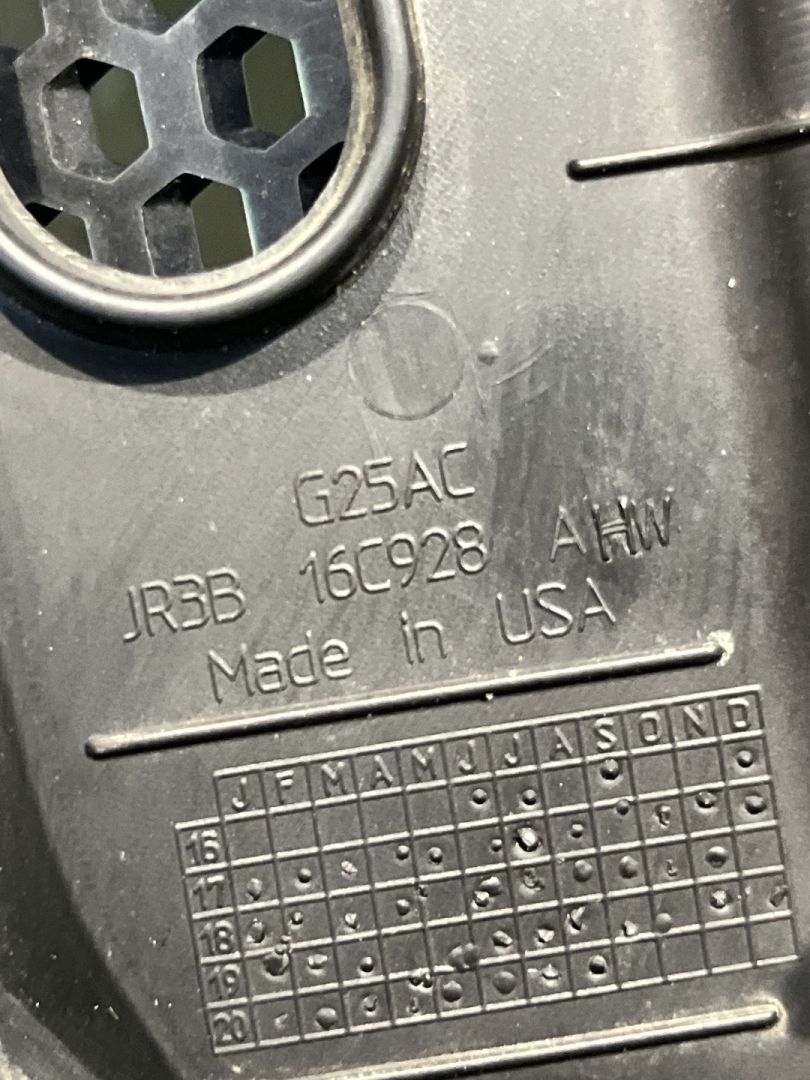 G25AC
JR3B 16C928 AHW
Made in USA
J F M A M J J A S O N D
16
17
18
19
20